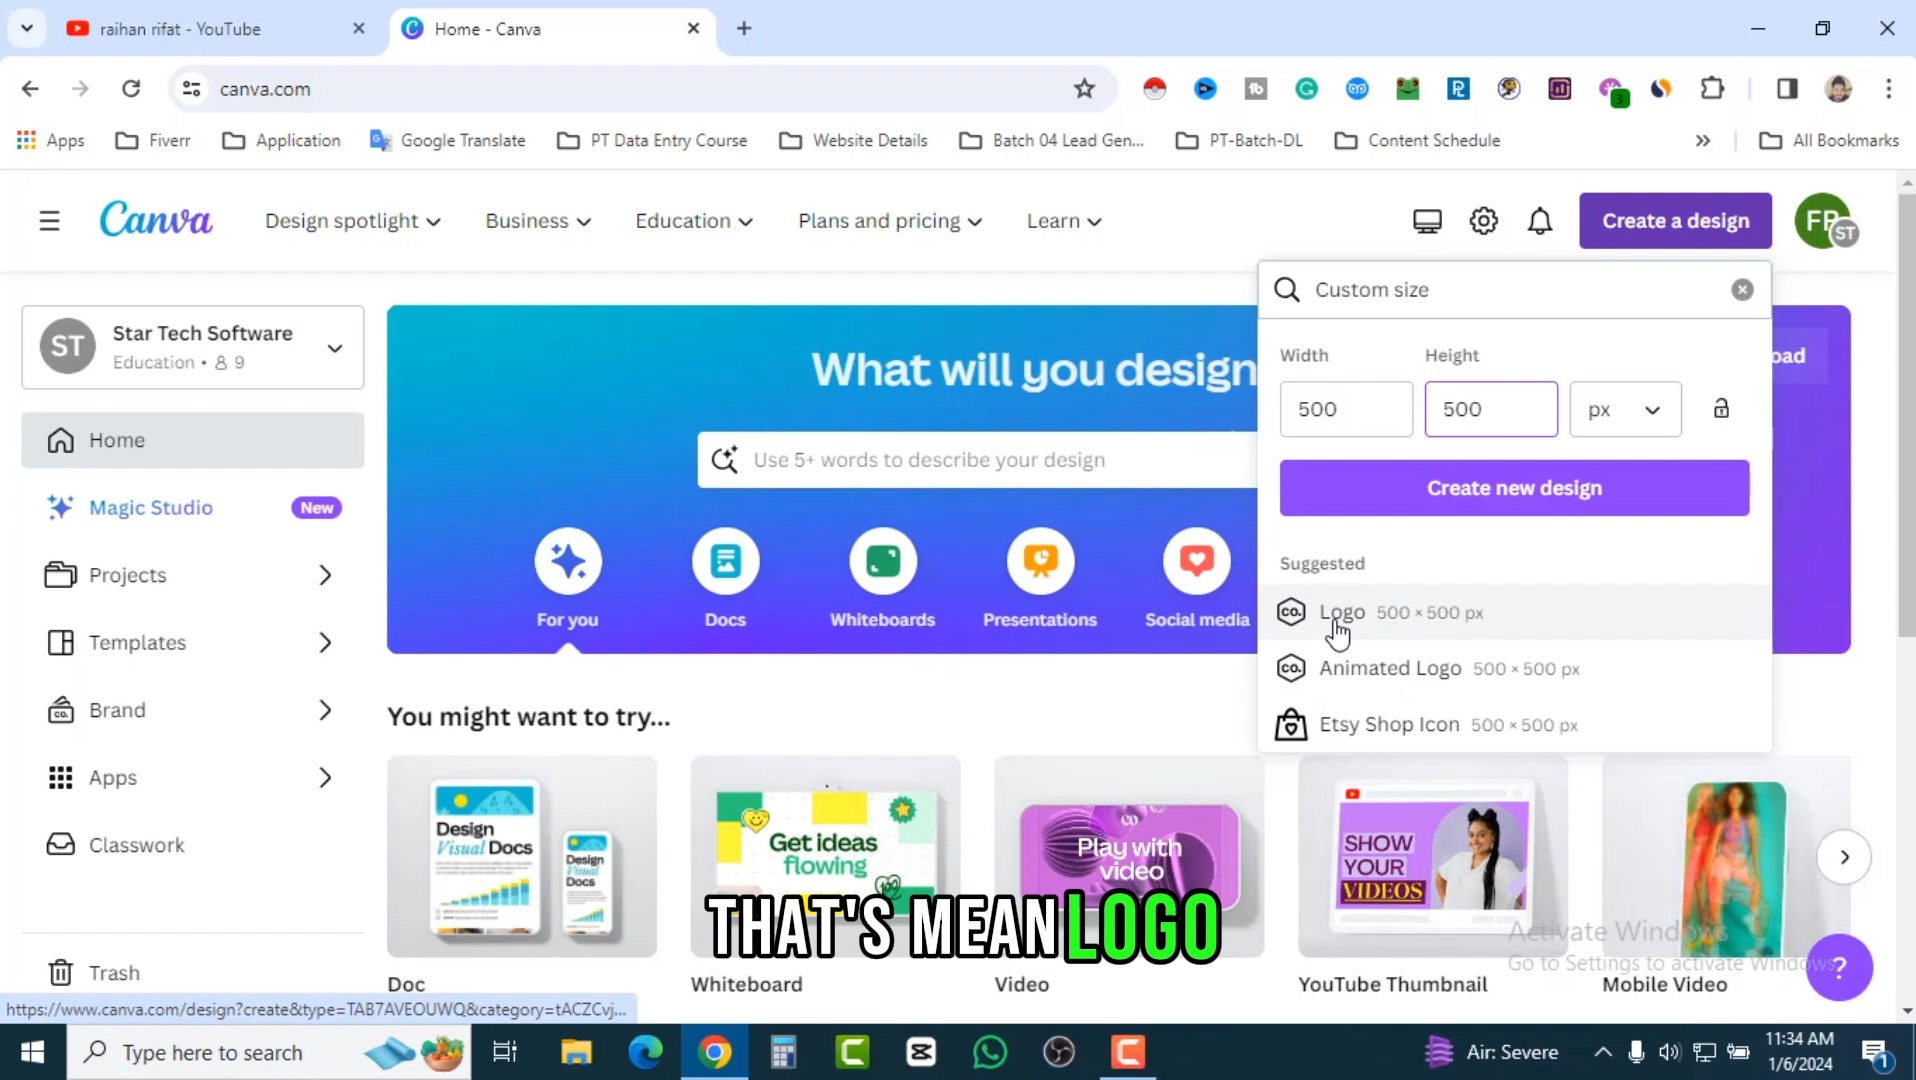 raihan rifat - YouTube
Home - Canva
canva.com
Apps
Fiverr
Application
Google Translate
PT Data Entry Course
Website Details
Batch 04 Lead Gen...
PT-Batch-DL
Content Schedule
All Bookmarks
Canva
Design spotlight
Business
Education
Plans and pricing
Learn
Create a design
FR
ST
Custom size
ST
Star Tech Software
Education • 9
Width
Height
500
500
px
What will you design
oad
Home
Use 5+ words to describe your design
Create new design
Magic Studio
New
Suggested
Projects
For you
Docs
Whiteboards
Presentations
Social media
Logo 500 × 500 px
Templates
Animated Logo 500 × 500 px
Brand
You might want to try...
Etsy Shop Icon 500 × 500 px
Apps
Design
Visual Docs
Design
Visual Docs
Get ideas
flowing
Play with
video
SHOW
YOUR
VIDEOS
Classwork
THAT'S MEAN LOGO
Activate Windows
Go to Settings to activate Windows.
Trash
Doc
Whiteboard
Video
YouTube Thumbnail
Mobile Video
https://www.canva.com/design?create&type=TAB7AVEOUWQ&category=tACZCvj...
Type here to search
Air: Severe
11:34 AM
1/6/2024